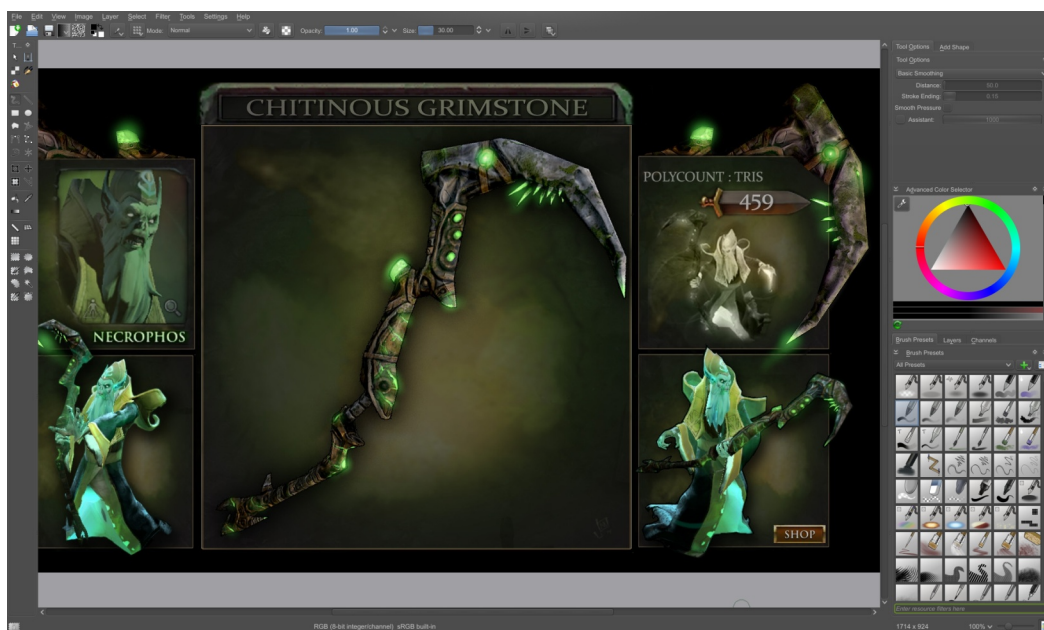 File Edit View Image Layer Select Filter Tools Settings Help
Mode: Normal Opacity: 1.00 Size: 30.00
T...
Tool Options Add Shape
Tool Options
Basic Smoothing
Distance: 50.0
Stroke Ending: 0.15
Smooth Pressure
Assistant: 1000
CHITINOUS GRIMSTONE
POLYCOUNT : TRIS
459
NECROPHOS
SHOP
Advanced Color Selector
Brush Presets Layers Channels
Brush Presets
All Presets
Enter resource filters here
RGB (8-bit integer/channel) sRGB built-in
1714 x 924 100%